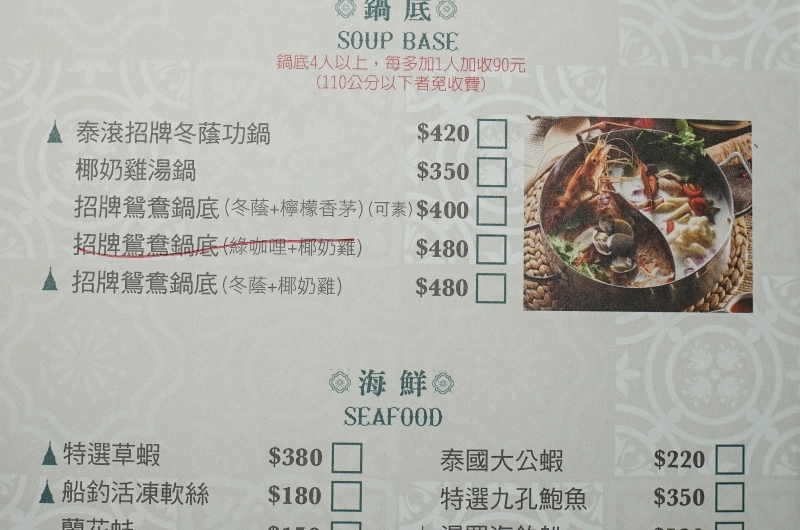 鍋底
SOUP BASE
鍋底4人以上，每多加1人加收90元
(110公分以下者免收費)
泰滾招牌冬蔭功鍋 $420
椰奶雞湯鍋 $350
招牌鴛鴦鍋底(冬蔭+檸檬香茅)(可素) $400
招牌鴛鴦鍋底(綠咖哩+椰奶雞) $480
招牌鴛鴦鍋底(冬蔭+椰奶雞) $480
海鮮
SEAFOOD
特選草蝦 $380
泰國大公蝦 $220
船釣活凍軟絲 $180
特選九孔鮑魚 $350